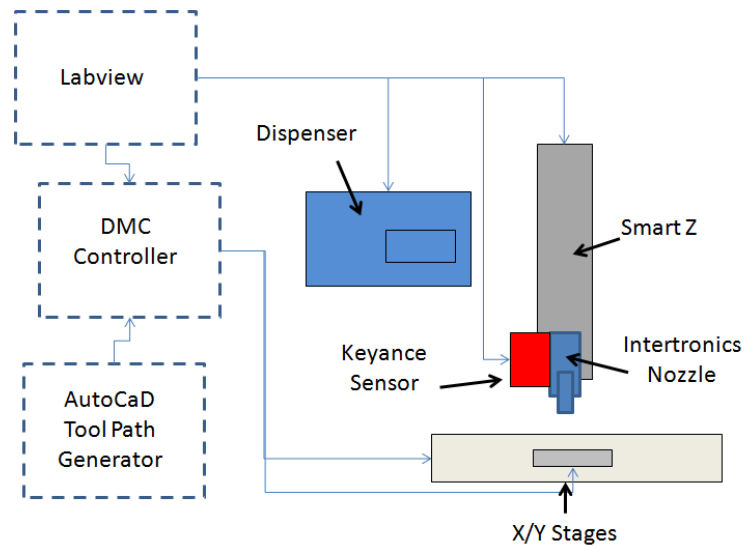 Labview
Dispenser
DMC
Controller
Smart Z
Keyance
Sensor
Intertronics
Nozzle
AutoCaD
Tool Path
Generator
X/Y Stages